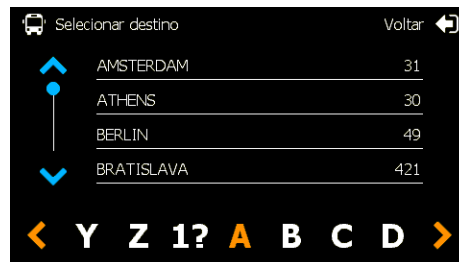 Selecionar destino Voltar
AMSTERDAM 31
ATHENS 30
BERLIN 49
BRATISLAVA 421
Y Z 1? A B C D